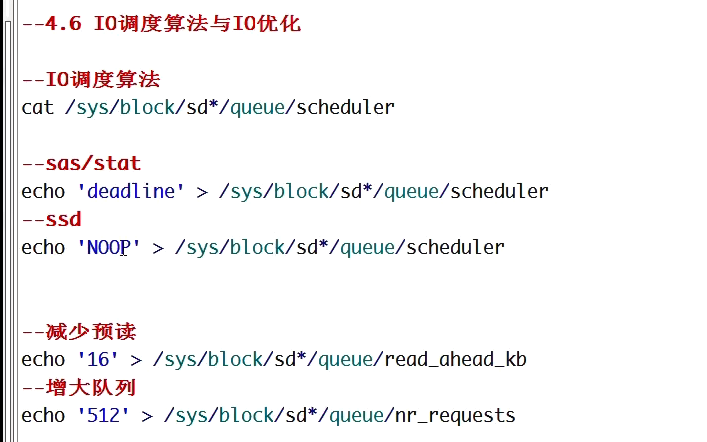 --4.6 IO调度算法与IO优化
--IO调度算法
cat /sys/block/sd*/queue/scheduler
--sas/stat
echo 'deadline' > /sys/block/sd*/queue/scheduler
--ssd
echo 'NOOP' > /sys/block/sd*/queue/scheduler
--减少预读
echo '16' > /sys/block/sd*/queue/read_ahead_kb
--增大队列
echo '512' > /sys/block/sd*/queue/nr_requests